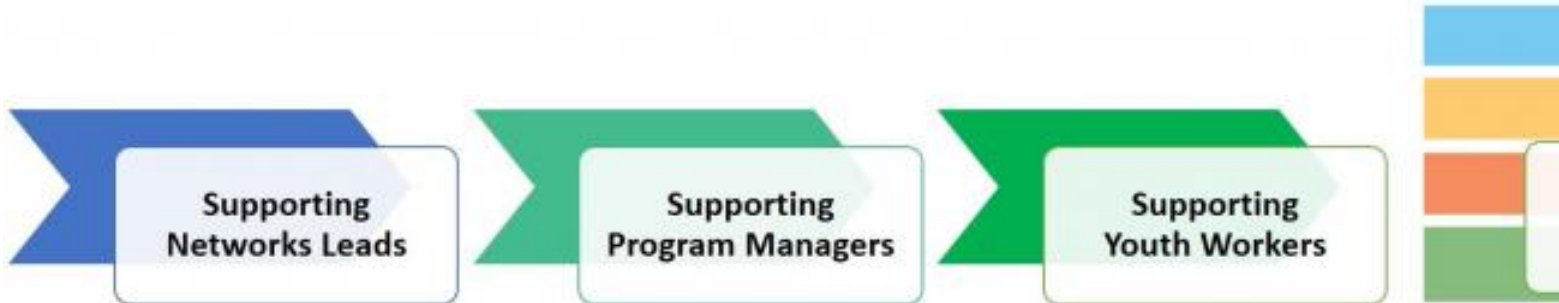 Supporting
Networks Leads
Supporting
Program Managers
Supporting
Youth Workers